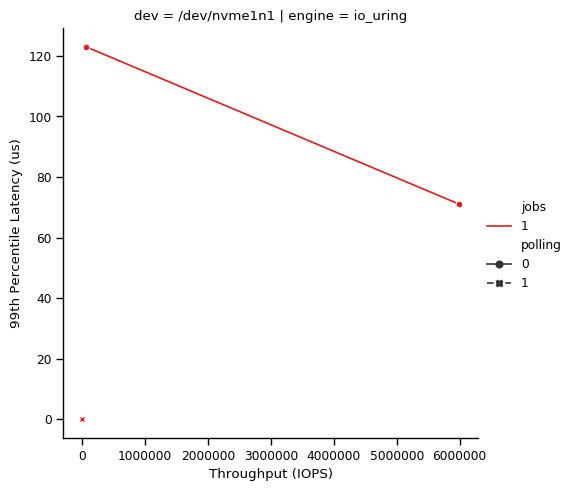 dev = /dev/nvme1n1 | engine = io_uring
120
100
80
60
40
20
0
99th Percentile Latency (us)
0 1000000 2000000 3000000 4000000 5000000 6000000
Throughput (IOPS)
jobs
1
polling
0
1